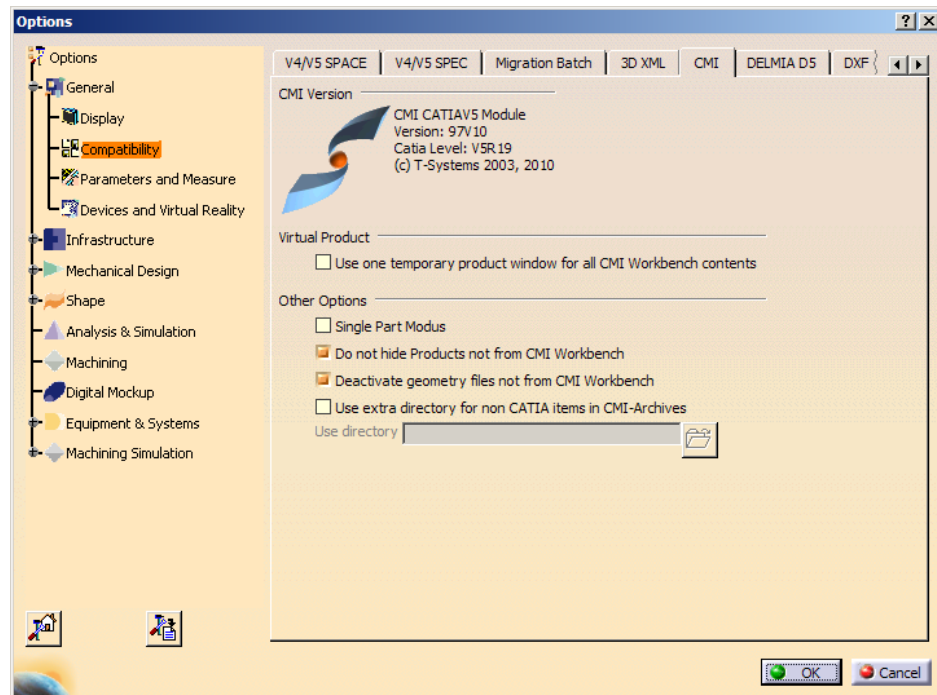 Options
Options
General
Display
Compatibility
Parameters and Measure
Devices and Virtual Reality
Infrastructure
Mechanical Design
Shape
Analysis & Simulation
Machining
Digital Mockup
Equipment & Systems
Machining Simulation
V4/V5 SPACE V4/V5 SPEC Migration Batch 3D XML CMI DELMIA D5 DXF
CMI Version
CMI CATIAV5 Module
Version: 97V10
Catia Level: V5R19
(c) T-Systems 2003, 2010
Virtual Product
Use one temporary product window for all CMI Workbench contents
Other Options
Single Part Modus
Do not hide Products not from CMI Workbench
Deactivate geometry files not from CMI Workbench
Use extra directory for non CATIA items in CMI-Archives
Use directory
OK Cancel